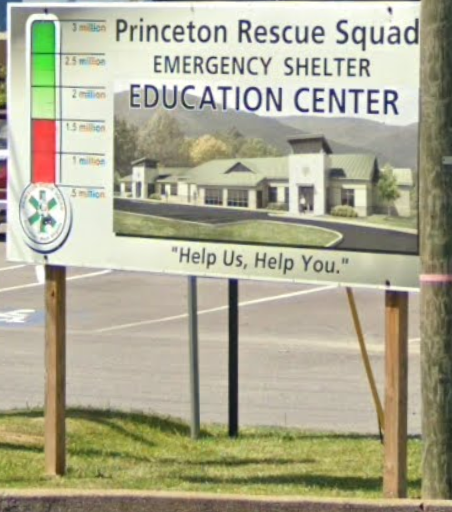 3 million
2.5 million
2 million
1.5 million
1 million
.5 million
Princeton Rescue Squad
EMERGENCY SHELTER
EDUCATION CENTER
"Help Us, Help You."